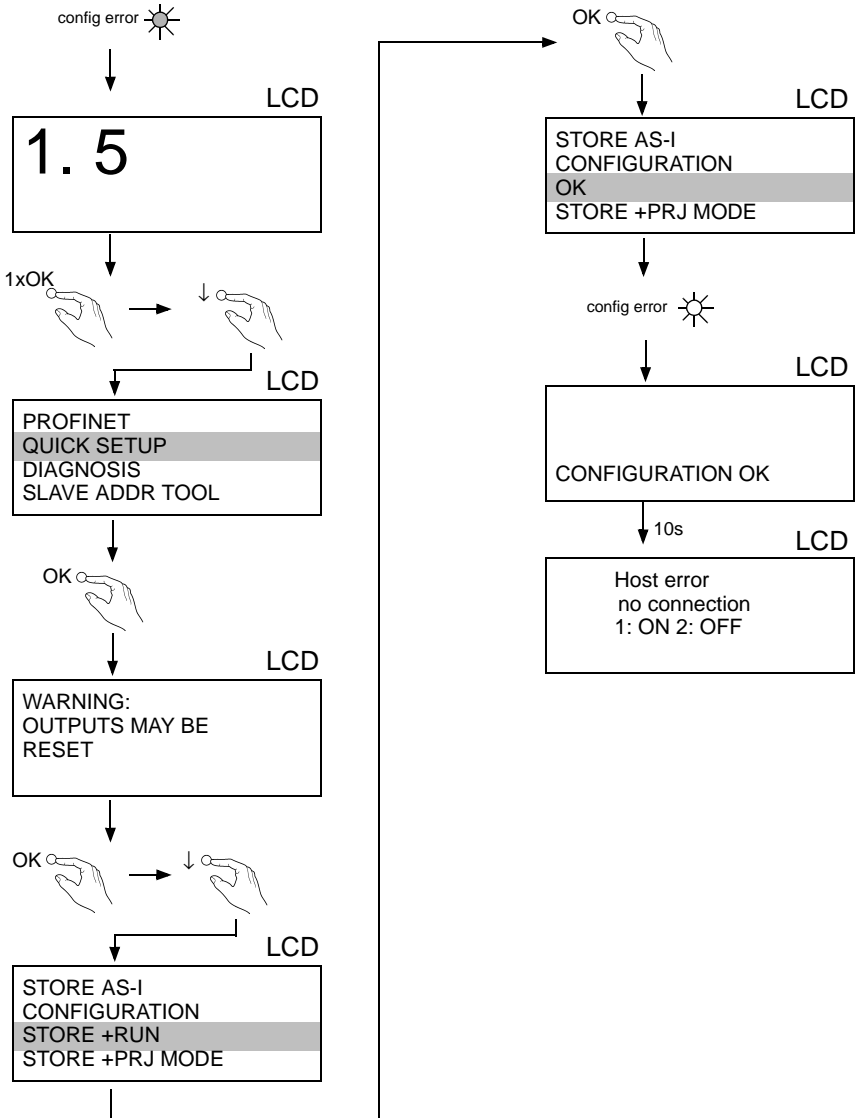 config error
LCD
1. 5
1xOK
↓
LCD
PROFINET
QUICK SETUP
DIAGNOSIS
SLAVE ADDR TOOL
OK
LCD
WARNING:
OUTPUTS MAY BE
RESET
OK
↓
LCD
STORE AS-I
CONFIGURATION
STORE +RUN
STORE +PRJ MODE
OK
LCD
STORE AS-I
CONFIGURATION
OK
STORE +PRJ MODE
config error
LCD
CONFIGURATION OK
10s
LCD
Host error
no connection
1: ON 2: OFF